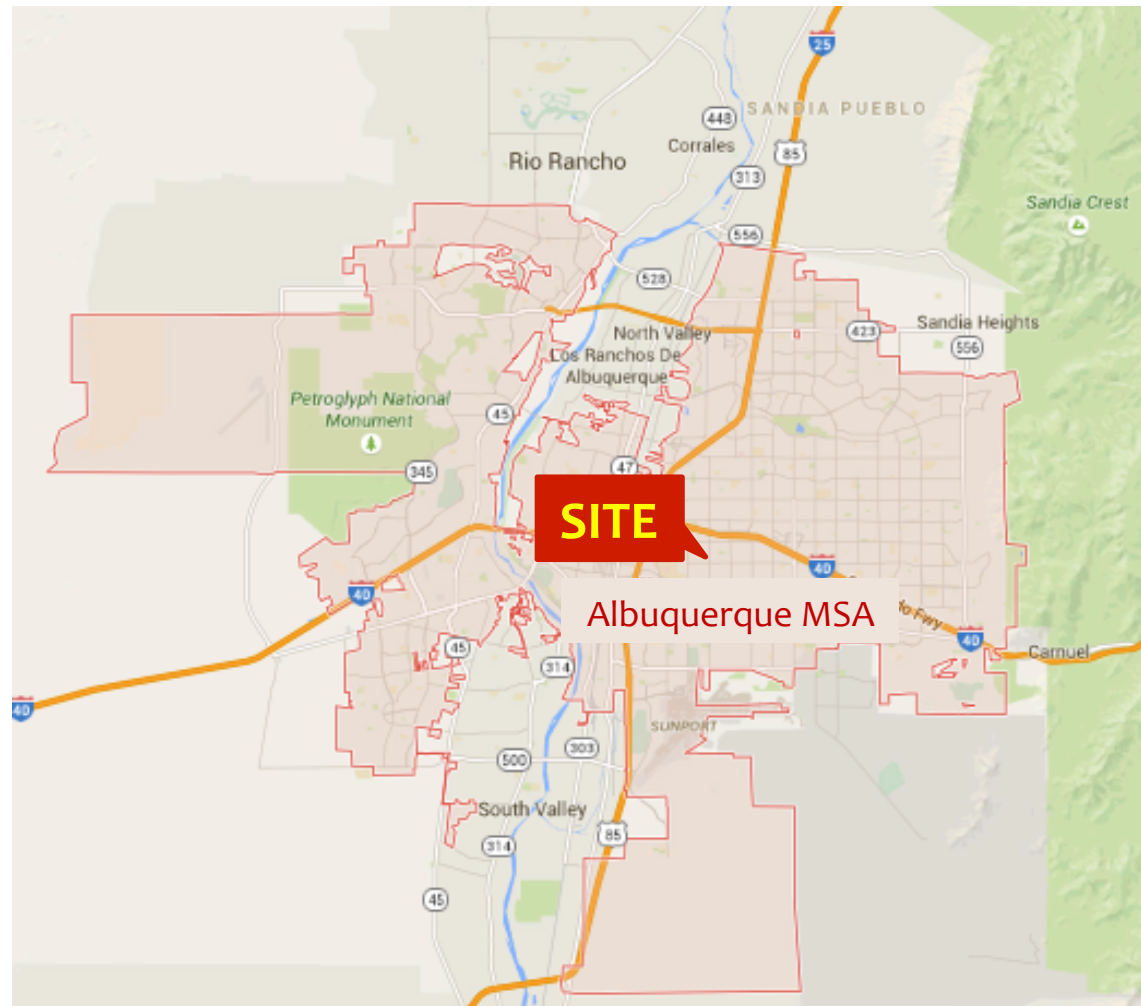 25
SANDIA PUEBLO
448
Corrales
85
Rio Rancho
313
Sandia Crest
556
528
North Valley
423
Sandia Heights
556
Los Ranchos De
Albuquerque
Petroglyph National
Monument
45
345
47
SITE
40
40
Albuquerque MSA
Fwy
40
Carnuel
45
314
40
SUNPORT
303
500
South Valley
85
314
45